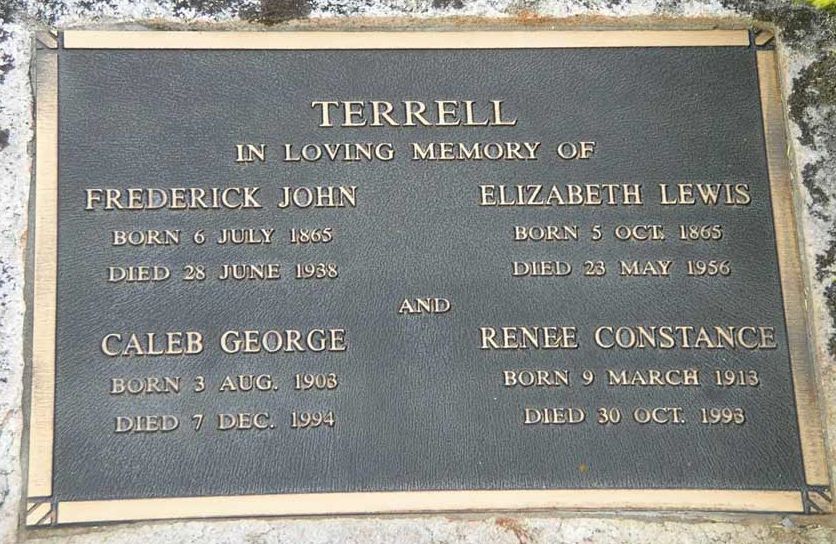 TERRELL
IN LOVING MEMORY OF
FREDERICK JOHN
BORN 6 JULY 1865
DIED 28 JUNE 1938
ELIZABETH LEWIS
BORN 5 OCT. 1865
DIED 23 MAY 1956
AND
CALEB GEORGE
BORN 3 AUG. 1903
DIED 7 DEC. 1994
RENEE CONSTANCE
BORN 9 MARCH 1913
DIED 30 OCT. 1993